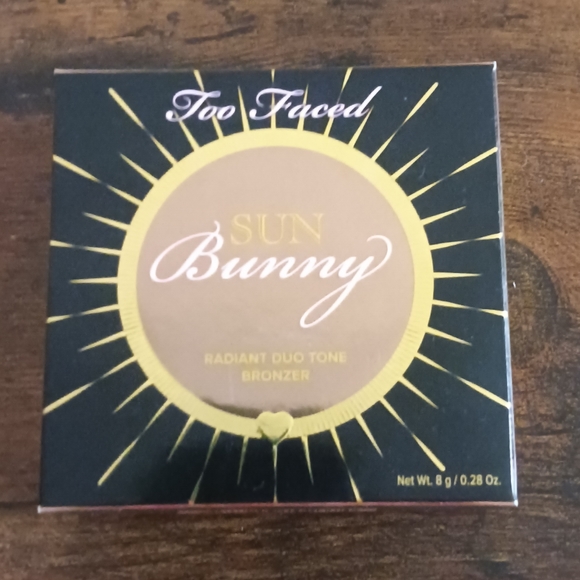 Too Faced
SUN
Bunny
RADIANT DUO TONE
BRONZER
Net Wt. 8 g / 0.28 Oz.